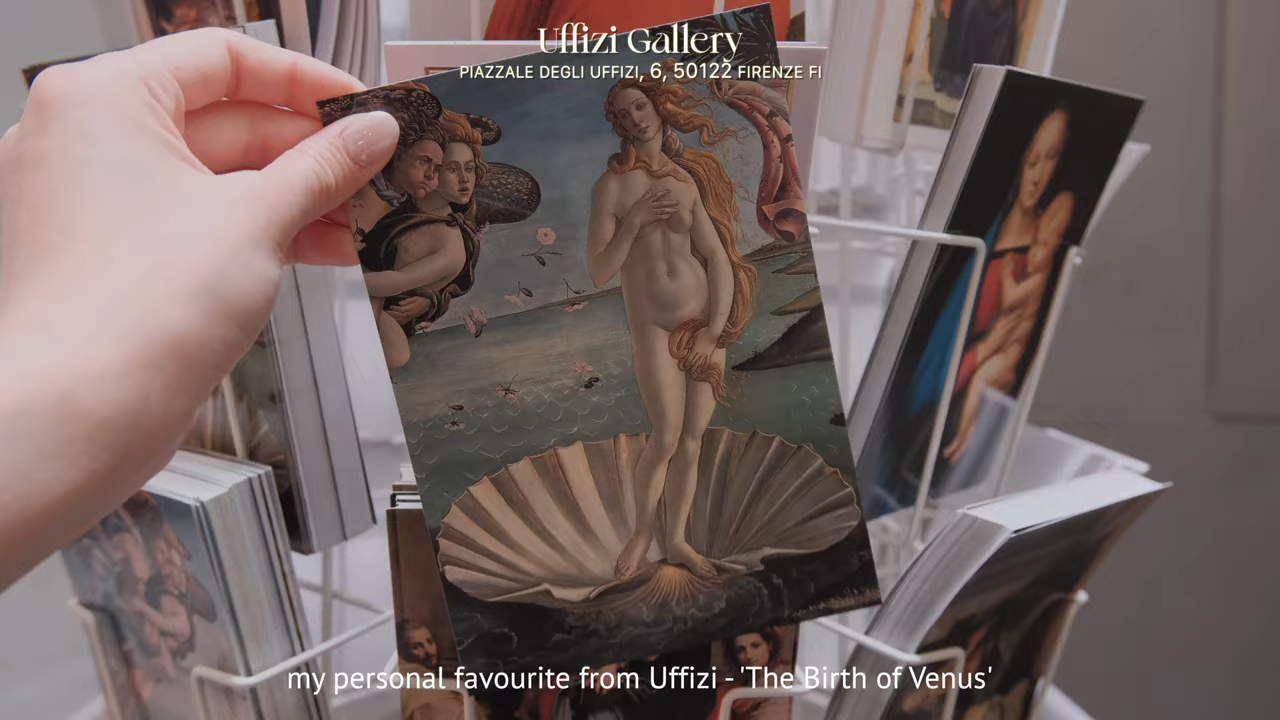 Uffizi Gallery
PIAZZALE DEGLI UFFIZI, 6, 50122 FIRENZE FI
my personal favourite from Uffizi - 'The Birth of Venus'